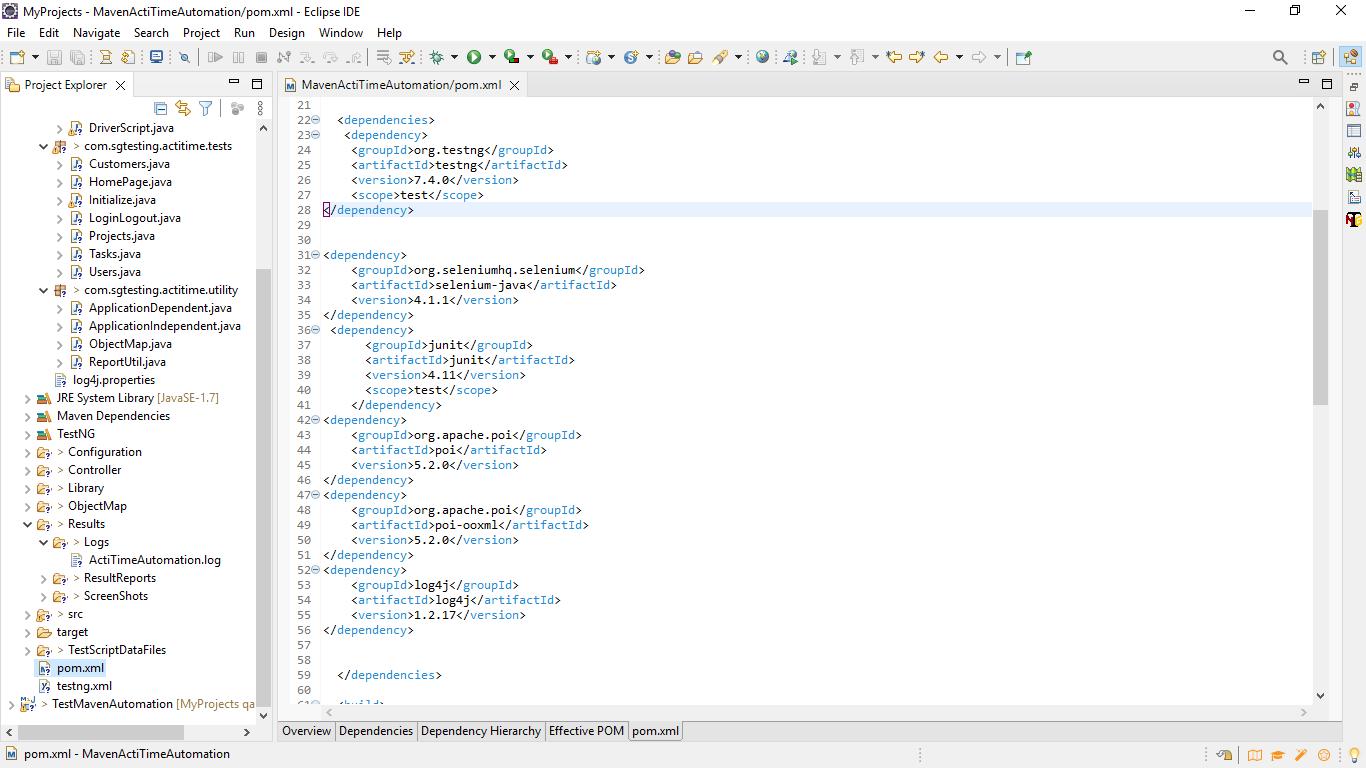 MyProjects - MavenActiTimeAutomation/pom.xml - Eclipse IDE
File Edit Navigate Search Project Run Design Window Help
Project Explorer
DriverScript.java
> com.sgtesting.actitime.tests
Customers.java
HomePage.java
Initialize.java
LoginLogout.java
Projects.java
Tasks.java
Users.java
> com.sgtesting.actitime.utility
ApplicationDependent.java
ApplicationIndependent.java
ObjectMap.java
ReportUtil.java
log4j.properties
JRE System Library [JavaSE-1.7]
Maven Dependencies
TestNG
> Configuration
> Controller
> Library
> ObjectMap
> Results
> Logs
ActiTimeAutomation.log
> ResultReports
> ScreenShots
> src
target
> TestScriptDataFiles
pom.xml
testng.xml
> TestMavenAutomation [MyProjects qa
MavenActiTimeAutomation/pom.xml
21
22 <dependencies>
23 <dependency>
24 <groupId>org.testng</groupId>
25 <artifactId>testng</artifactId>
26 <version>7.4.0</version>
27 <scope>test</scope>
28 </dependency>
29
30
31 <dependency>
32 <groupId>org.seleniumhq.selenium</groupId>
33 <artifactId>selenium-java</artifactId>
34 <version>4.1.1</version>
35 </dependency>
36 <dependency>
37 <groupId>junit</groupId>
38 <artifactId>junit</artifactId>
39 <version>4.11</version>
40 <scope>test</scope>
41 </dependency>
42 <dependency>
43 <groupId>org.apache.poi</groupId>
44 <artifactId>poi</artifactId>
45 <version>5.2.0</version>
46 </dependency>
47 <dependency>
48 <groupId>org.apache.poi</groupId>
49 <artifactId>poi-ooxml</artifactId>
50 <version>5.2.0</version>
51 </dependency>
52 <dependency>
53 <groupId>log4j</groupId>
54 <artifactId>log4j</artifactId>
55 <version>1.2.17</version>
56 </dependency>
57
58
59 </dependencies>
60
61 <build>
Overview Dependencies Dependency Hierarchy Effective POM pom.xml
pom.xml - MavenActiTimeAutomation